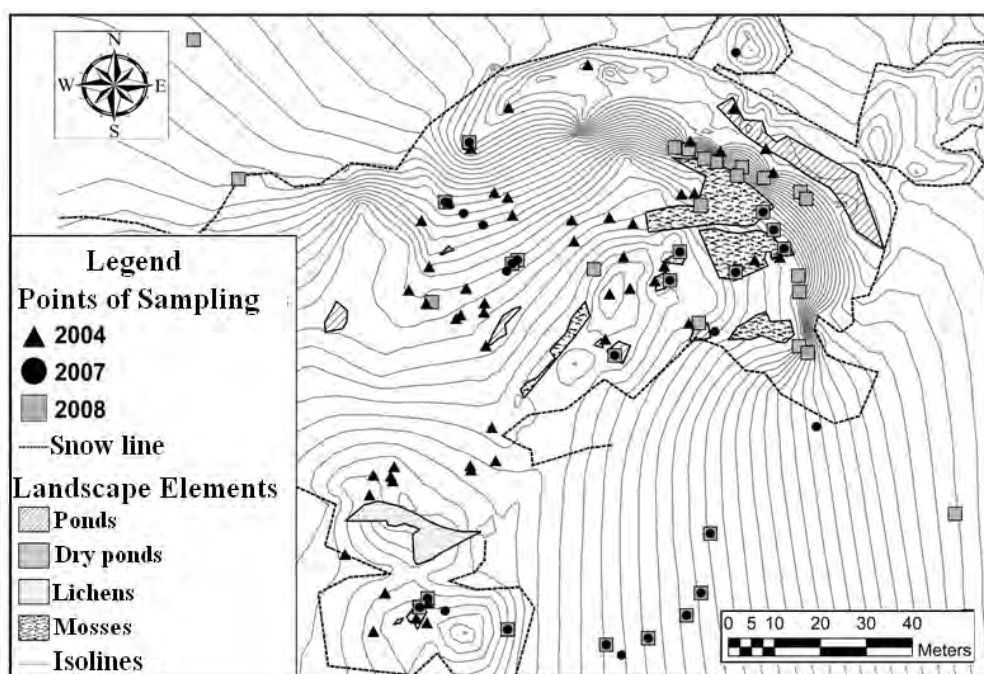 N
W E
S
Legend
Points of Sampling
2004
2007
2008
Snow line
Landscape Elements
Ponds
Dry ponds
Lichens
Mosses
Isolines
0 5 10 20 30 40
Meters